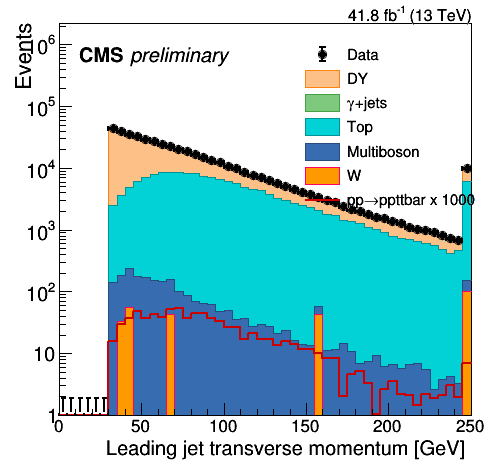 41.8 fb⁻¹ (13 TeV)
Events
CMS preliminary
Data
DY
γ+jets
Top
Multiboson
W
pp→ppttbar x 1000
10⁶
10⁵
10⁴
10³
10²
10
1
0 50 100 150 200 250
Leading jet transverse momentum [GeV]